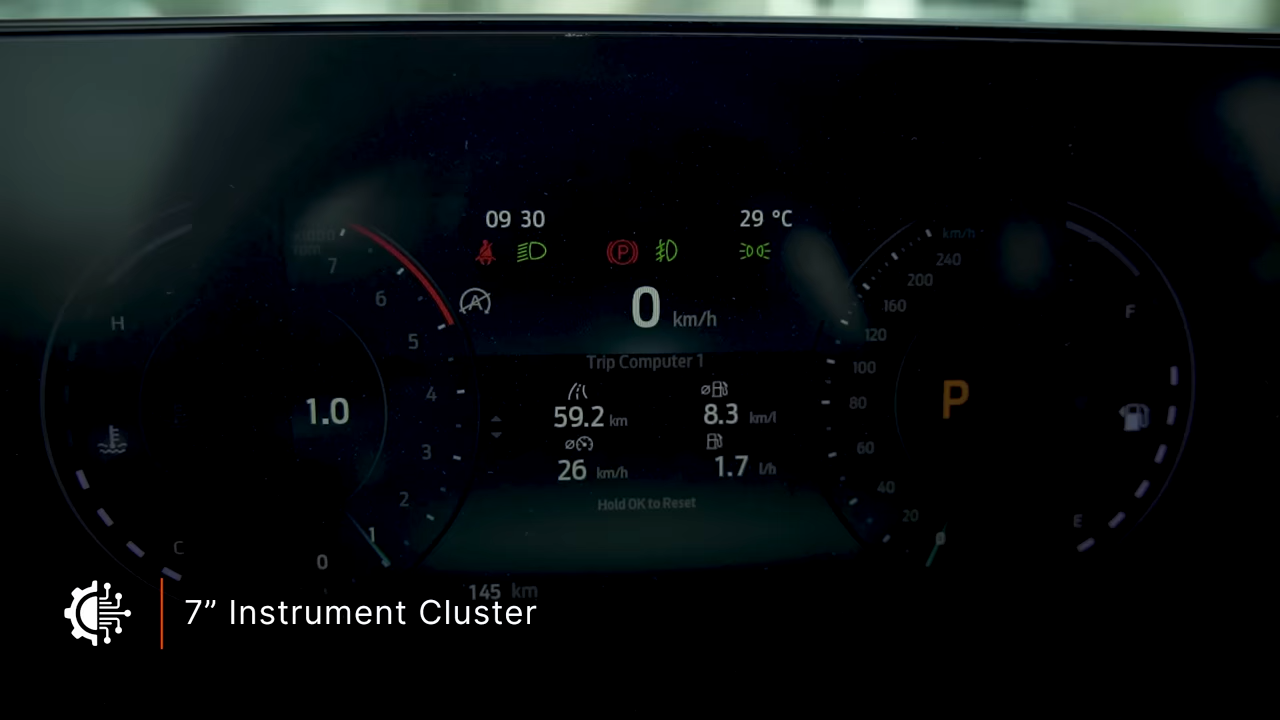 09 30
29 °C
0 km/h
Trip Computer 1
59.2 km
8.3 km/l
26 km/h
1.7 l/h
Hold OK to Reset
145 km
H
C
1.0
7
6
5
4
3
2
1
0
km/h
240
200
160
120
100
80
60
40
20
0
P
F
E
7” Instrument Cluster